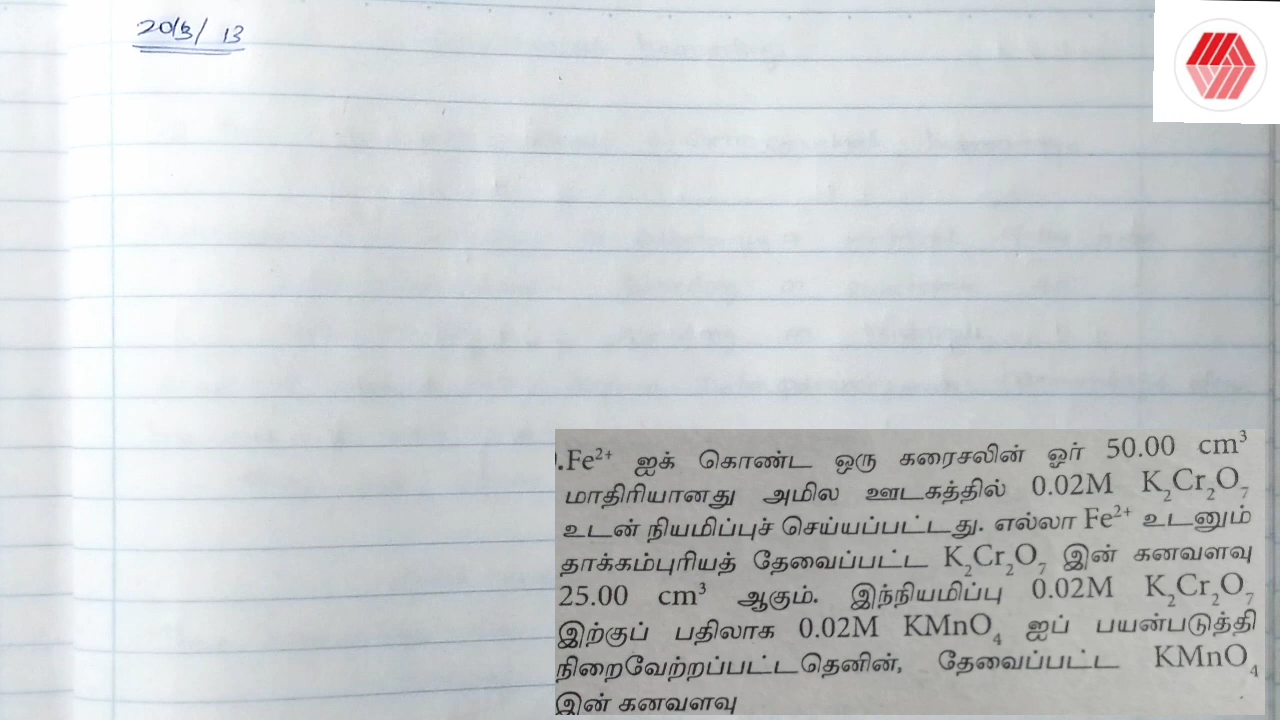 2013/ 13
.Fe²⁺ ஐக் கொண்ட ஒரு கரைசலின் ஓர் 50.00 cm³
மாதிரியானது அமில ஊடகத்தில் 0.02M K₂Cr₂O₇
உடன் நியமிப்புச் செய்யப்பட்டது. எல்லா Fe²⁺ உடனும்
தாக்கம்புரியத் தேவைப்பட்ட K₂Cr₂O₇ இன் கனவளவு
25.00 cm³ ஆகும். இந்நியமிப்பு 0.02M K₂Cr₂O₇
இற்குப் பதிலாக 0.02M KMnO₄ ஐப் பயன்படுத்தி
நிறைவேற்றப்பட்டதெனின், தேவைப்பட்ட KMnO₄
இன் கனவளவு